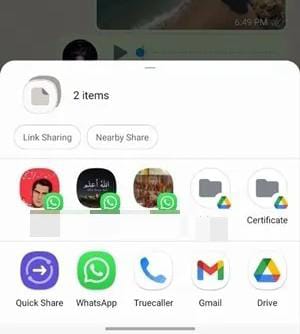 6:49 PM
2 items
Link Sharing
Nearby Share
الله أعلم
Certificate
Quick Share
WhatsApp
Truecaller
Gmail
Drive